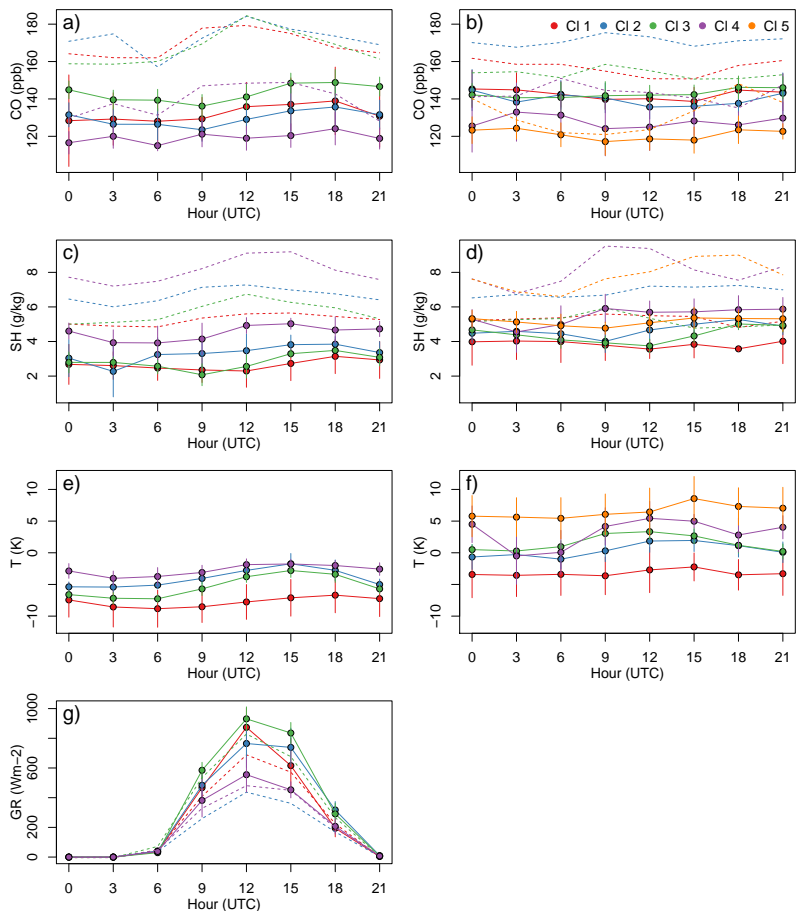 a)
CO (ppb)
180
160
140
120
0 3 6 9 12 15 18 21
Hour (UTC)
b)
Cl 1 Cl 2 Cl 3 Cl 4 Cl 5
CO (ppb)
180
160
140
120
0 3 6 9 12 15 18 21
Hour (UTC)
c)
SH (g/kg)
8
6
4
2
0 3 6 9 12 15 18 21
Hour (UTC)
d)
SH (g/kg)
8
6
4
2
0 3 6 9 12 15 18 21
Hour (UTC)
e)
T (K)
10
5
0
−10
0 3 6 9 12 15 18 21
Hour (UTC)
f)
T (K)
10
5
0
−10
0 3 6 9 12 15 18 21
Hour (UTC)
g)
GR (Wm−2)
1000
600
200
0
0 3 6 9 12 15 18 21
Hour (UTC)